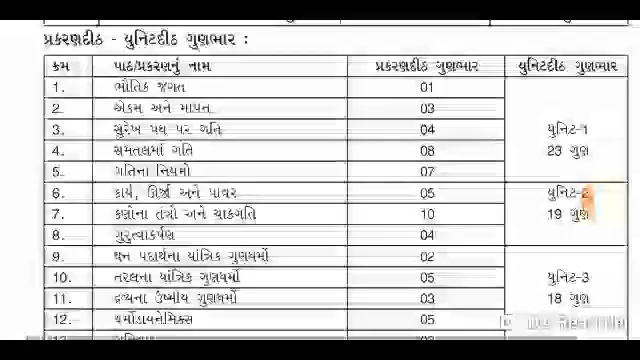 પ્રકરણદીઠ - યુનિટદીઠ ગુણભાર :
ક્રમ પાઠ/પ્રકરણનું નામ પ્રકરણદીઠ ગુણભાર યુનિટદીઠ ગુણભાર
1. ભૌતિક જગત 01
2. એકમ અને માપન 03
3. સુરેખ પથ પર ગતિ 04 યુનિટ-1
4. સમતલમાં ગતિ 08 23 ગુણ
5. ગતિના નિયમો 07
6. કાર્ય, ઊર્જા અને પાવર 05 યુનિટ-2
7. કણોના તંત્રો અને ચાકગતિ 10 19 ગુણ
8. ગુરુત્વાકર્ષણ 04
9. ઘન પદાર્થના યાંત્રિક ગુણધર્મો 02
10. તરલના યાંત્રિક ગુણધર્મો 05 યુનિટ-3
11. દ્રવ્યના ઉષ્મીય ગુણધર્મો 03 18 ગુણ
12. થર્મોડાયનેમિક્સ 05